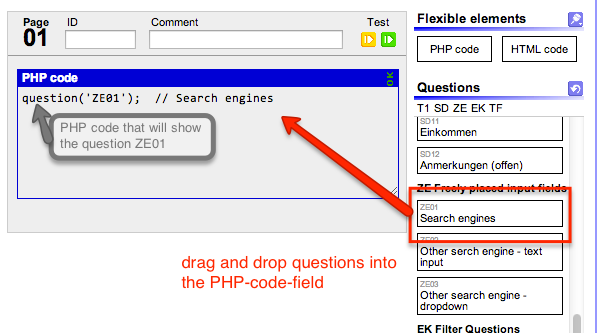 Page
01
ID
Comment
Test
PHP code
OK
question('ZE01');  // Search engines
PHP code that will show
the question ZE01
drag and drop questions into
the PHP-code-field
Flexible elements
PHP code
HTML code
Questions
T1 SD ZE EK TF
SD11
Einkommen
SD12
Anmerkungen (offen)
ZE Freely placed input fields
ZE01
Search engines
ZE02
Other serch engine - text
input
ZE03
Other search engine -
dropdown
EK Filter Questions